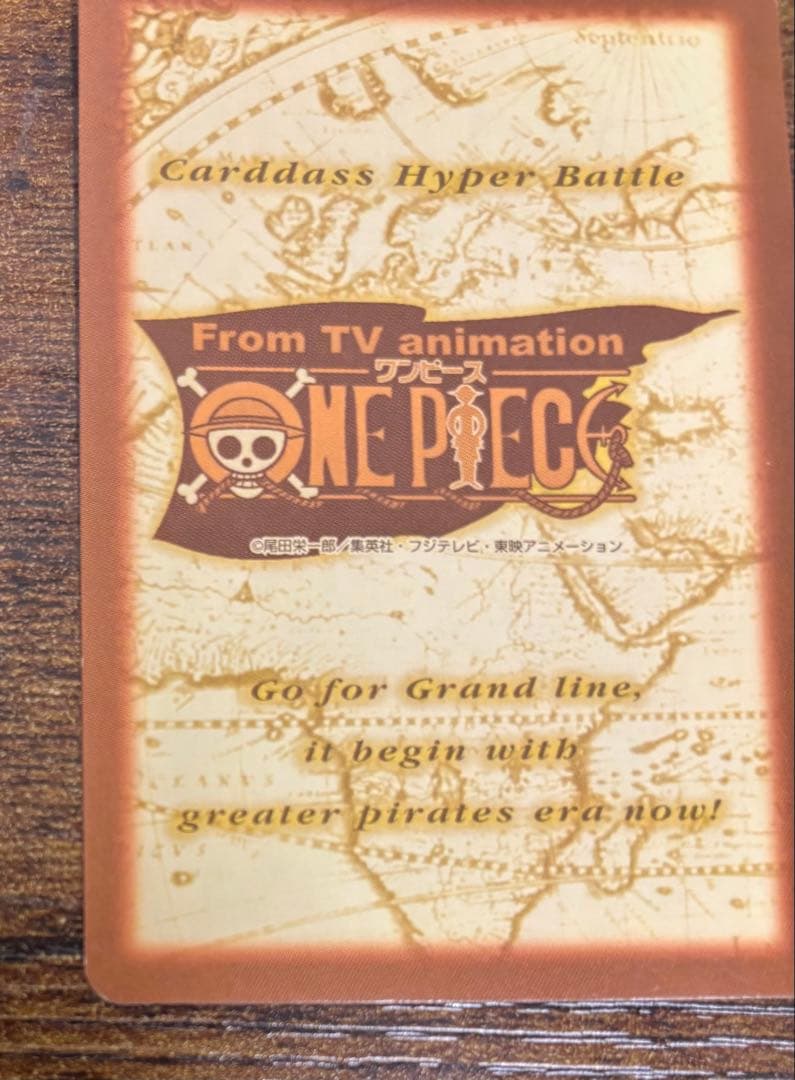 Septentrio
Carddass Hyper Battle
From TV animation
ワンピース
ONE PIECE
©尾田栄一郎／集英社・フジテレビ・東映アニメーション
Go for Grand line,
it begin with
greater pirates era now!